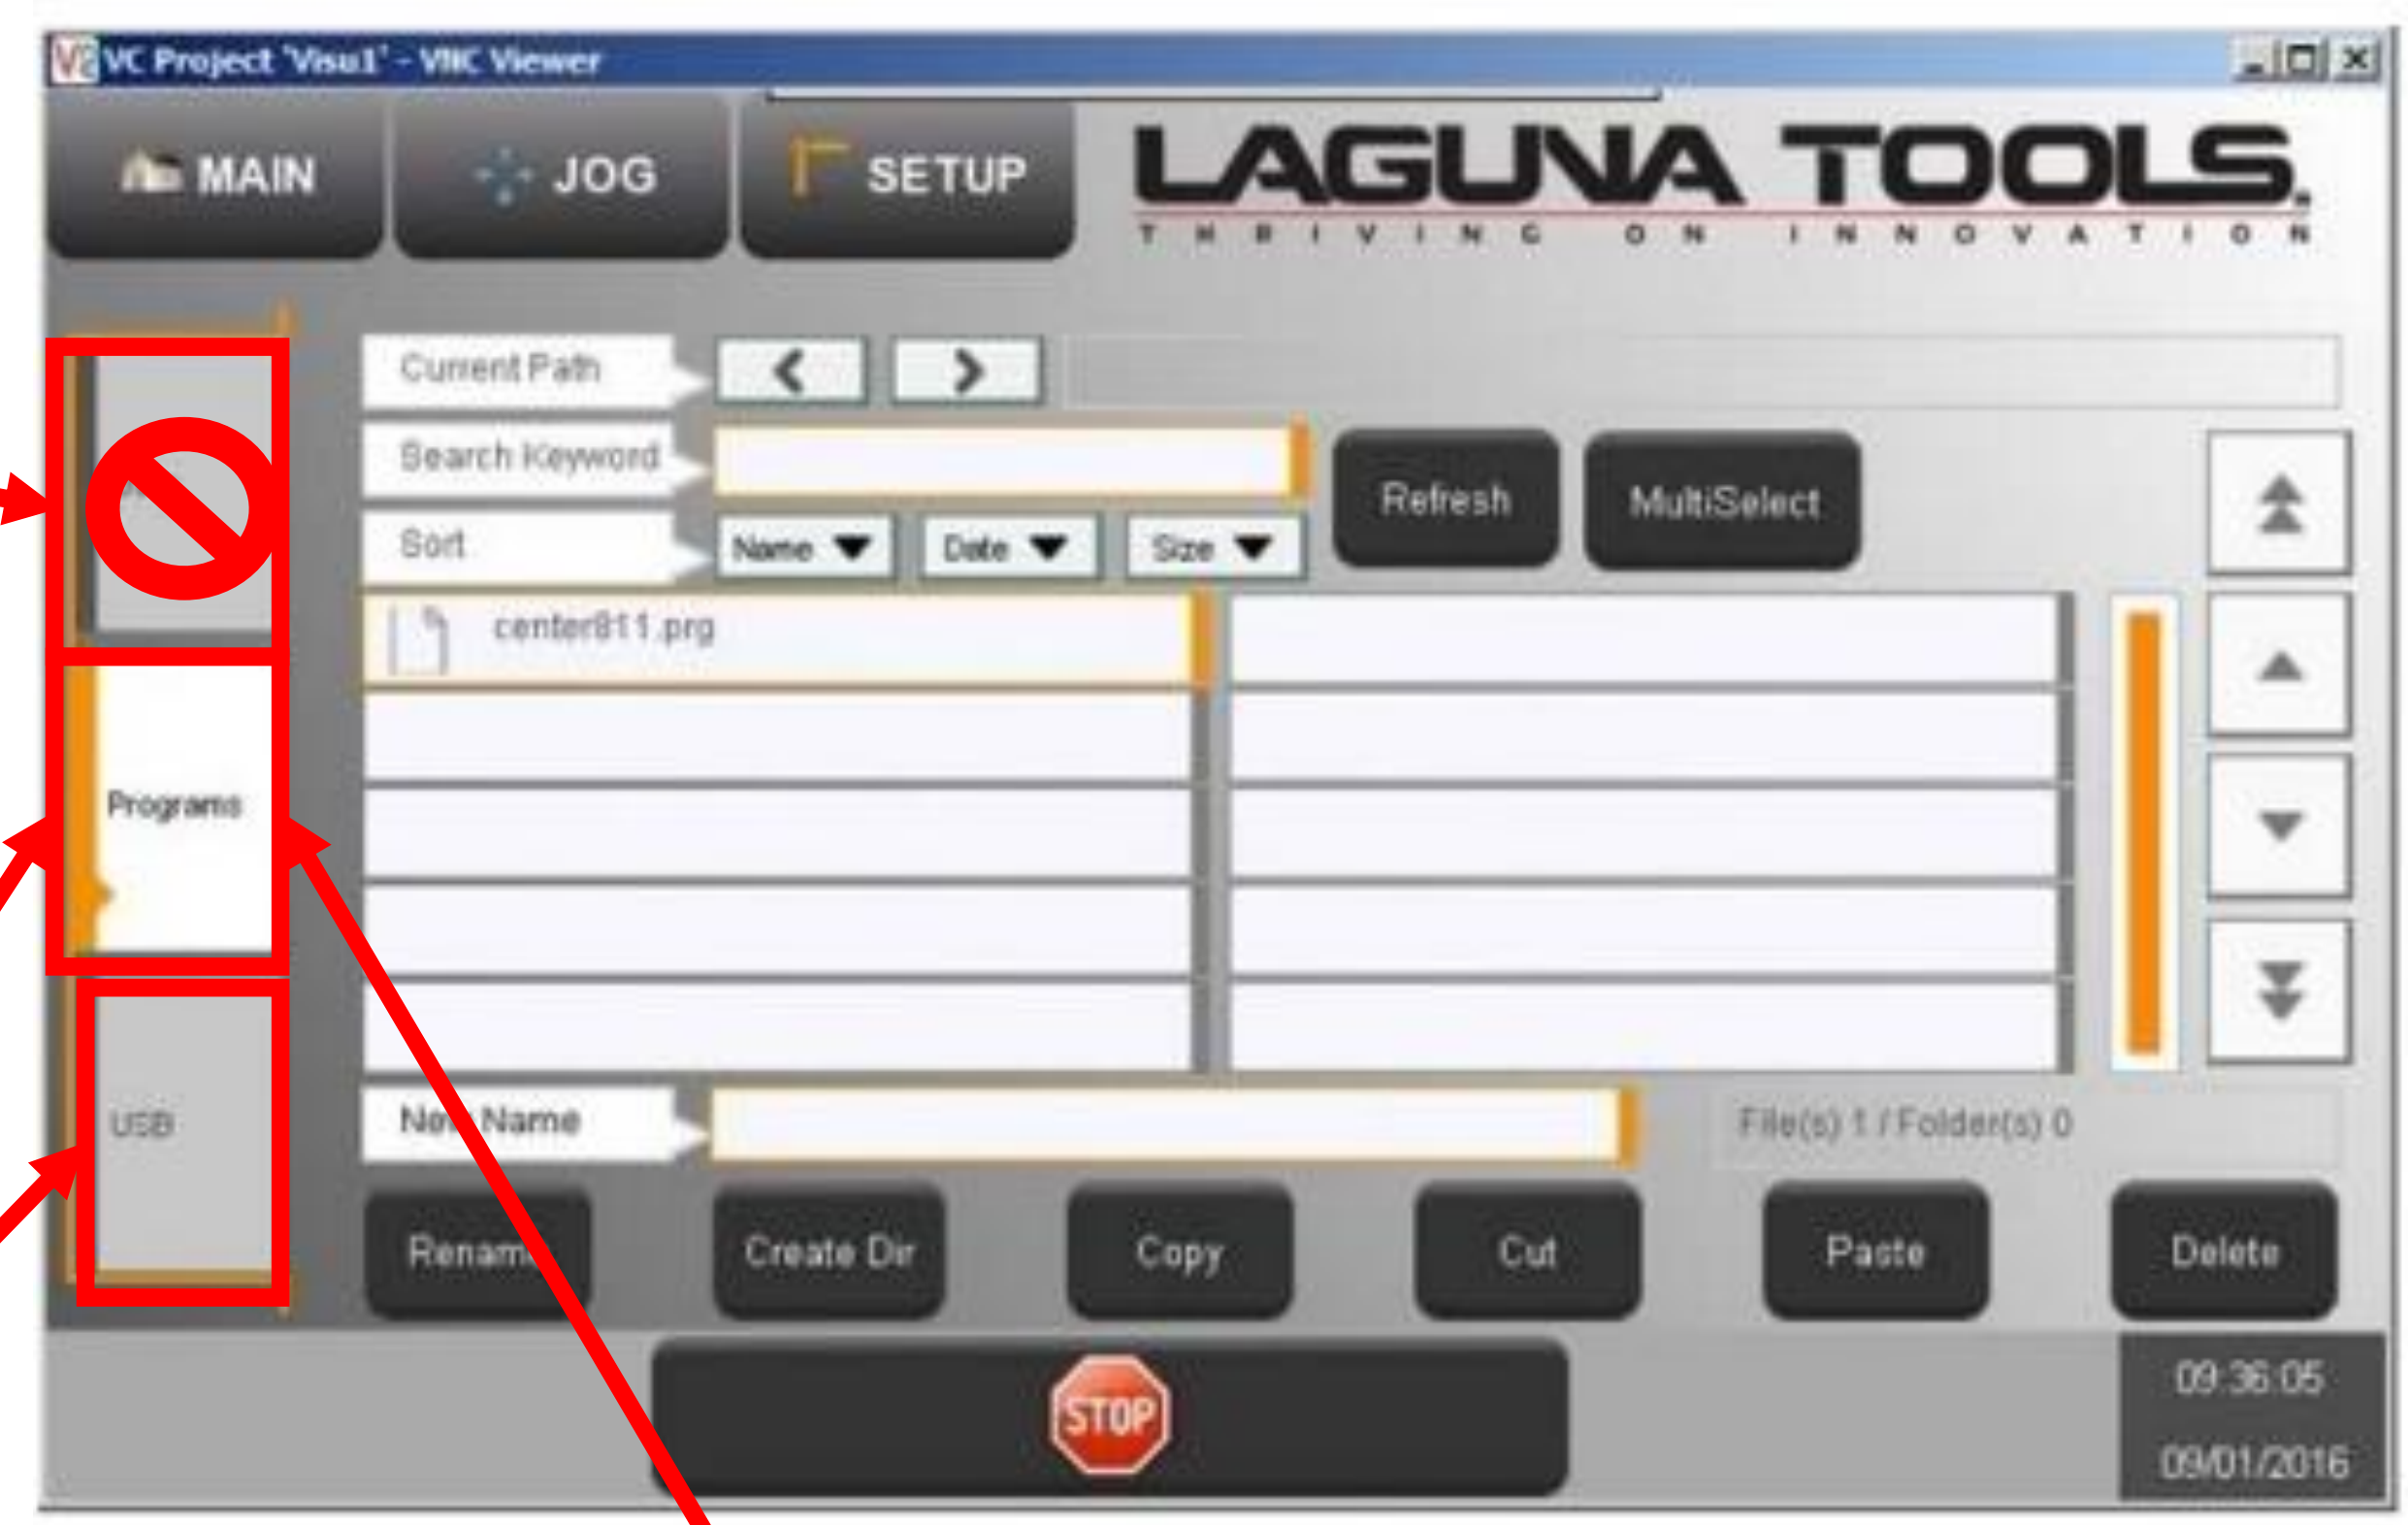 VC Project 'Visu1' - VNC Viewer
MAIN
JOG
SETUP
LAGUNA TOOLS®
THRIVING ON INNOVATION
Current Path
Search Keyword
Refresh
MultiSelect
Sort
Name
Date
Size
center811.prg
Programs
USB
New Name
File(s) 1 / Folder(s) 0
Rename
Create Dir
Copy
Cut
Paste
Delete
STOP
09:36:05
09/01/2016